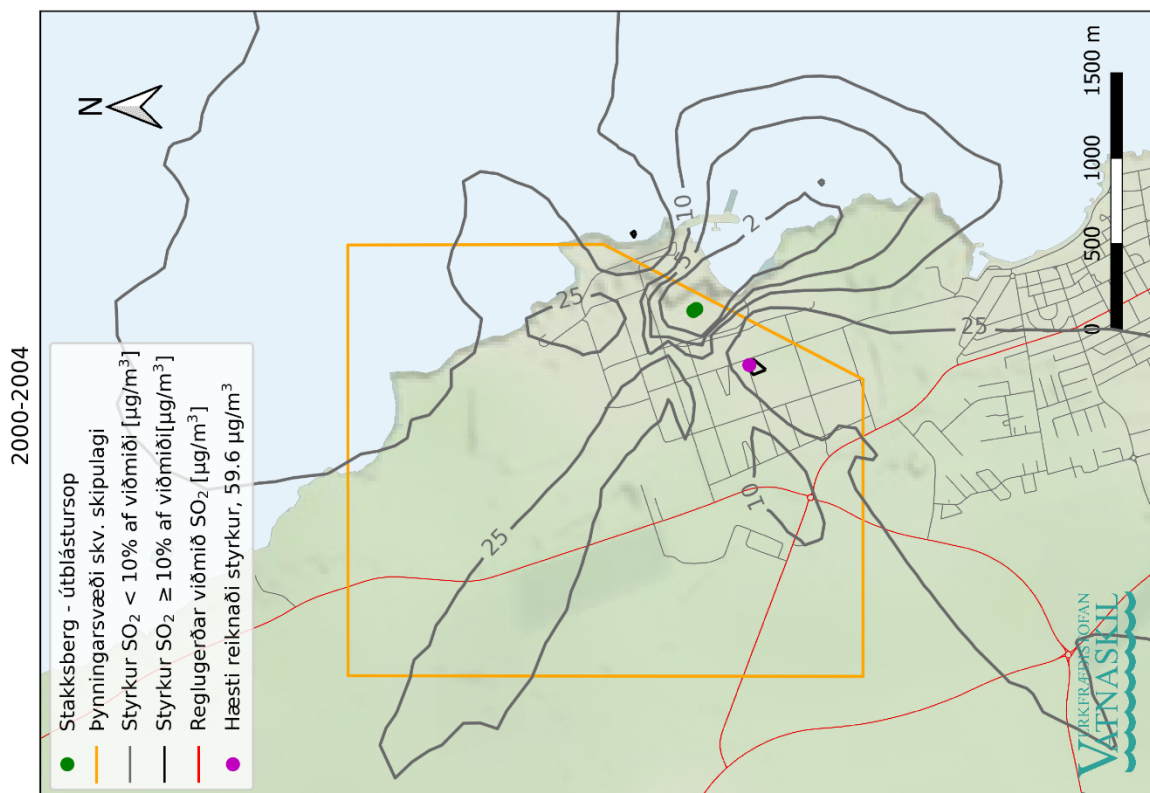 2000-2004
N
Stakksberg - útblástursop
Þynningarsvæði skv. skipulagi
Styrkur SO₂ < 10% af viðmiði [µg/m³]
Styrkur SO₂ ≥ 10% af viðmiði[µg/m³]
Reglugerðar viðmið SO₂ [µg/m³]
Hæsti reiknaði styrkur, 59.6 µg/m³
25
25
10
5
2
10
25
0 500 1000 1500 m
VERKFRÆÐISTOFAN
VATNASKIL